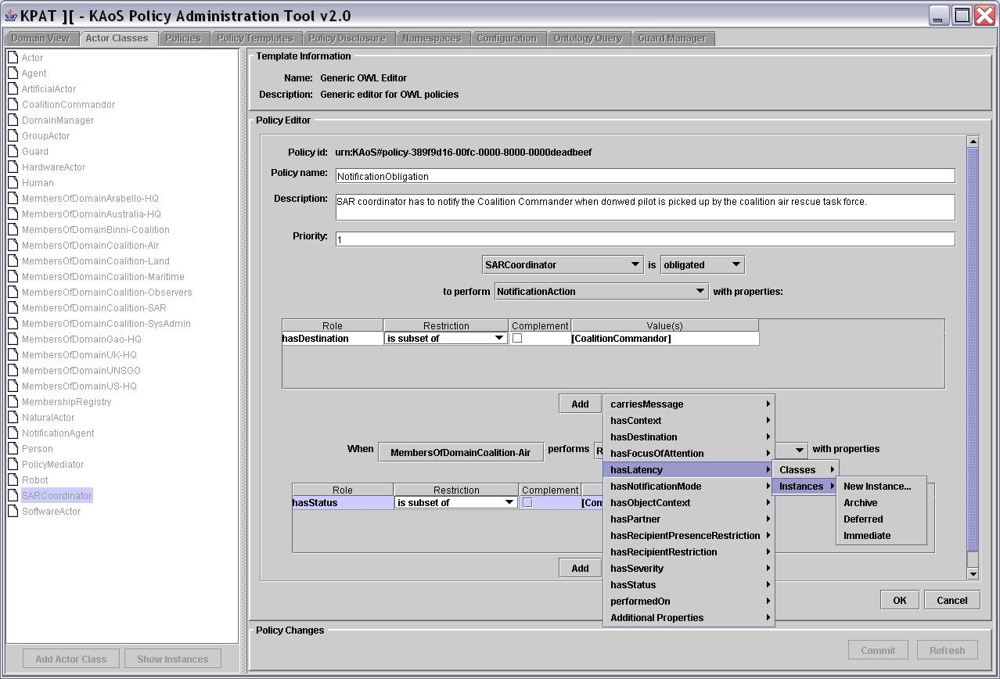 KPAT ][ - KAoS Policy Administration Tool v2.0
Domain View Actor Classes Policies Policy Templates Policy Disclosure Namespaces Configuration Ontology Query Guard Manager
Actor
Agent
ArtificialActor
CoalitionCommandor
DomainManager
GroupActor
Guard
HardwareActor
Human
MembersOfDomainArabello-HQ
MembersOfDomainAustralia-HQ
MembersOfDomainBinni-Coalition
MembersOfDomainCoalition-Air
MembersOfDomainCoalition-Land
MembersOfDomainCoalition-Maritime
MembersOfDomainCoalition-Observers
MembersOfDomainCoalition-SAR
MembersOfDomainCoalition-SysAdmin
MembersOfDomainGao-HQ
MembersOfDomainUK-HQ
MembersOfDomainUNSGO
MembersOfDomainUS-HQ
MembershipRegistry
NaturalActor
NotificationAgent
Person
PolicyMediator
Robot
SARCoordinator
SoftwareActor
Add Actor Class Show Instances
Template Information
Name: Generic OWL Editor
Description: Generic editor for OWL policies
Policy Editor
Policy id: urn:KAoS#policy-389f9d16-00fc-0000-8000-0000deadbeef
Policy name: NotificationObligation
Description: SAR coordinator has to notify the Coalition Commander when donwed pilot is picked up by the coalition air rescue task force.
Priority: 1
SARCoordinator is obligated
to perform NotificationAction with properties:
Role Restriction Complement Value(s)
hasDestination is subset of [CoalitionCommandor]
Add
When MembersOfDomainCoalition-Air performs R with properties
Role Restriction Complement
hasStatus is subset of [Com
Add
carriesMessage
hasContext
hasDestination
hasFocusOfAttention
hasLatency
hasNotificationMode
hasObjectContext
hasPartner
hasRecipientPresenceRestriction
hasRecipientRestriction
hasSeverity
hasStatus
performedOn
Additional Properties
Classes
Instances
New Instance...
Archive
Deferred
Immediate
OK Cancel
Policy Changes
Commit Refresh